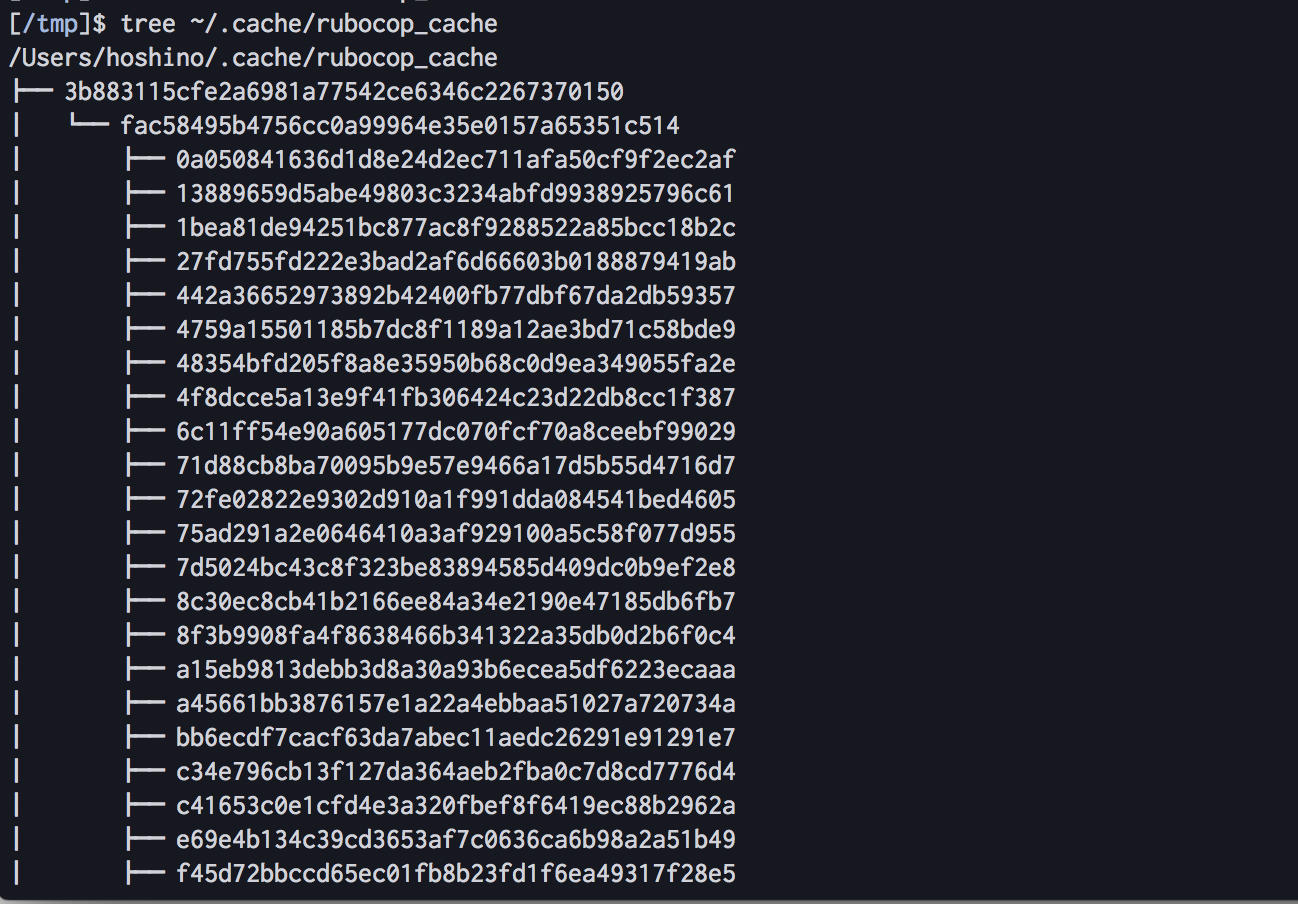 [/tmp]$ tree ~/.cache/rubocop_cache
/Users/hoshino/.cache/rubocop_cache
├── 3b883115cfe2a6981a77542ce6346c2267370150
│   └── fac58495b4756cc0a99964e35e0157a65351c514
│       ├── 0a050841636d1d8e24d2ec711afa50cf9f2ec2af
│       ├── 13889659d5abe49803c3234abfd9938925796c61
│       ├── 1bea81de94251bc877ac8f9288522a85bcc18b2c
│       ├── 27fd755fd222e3bad2af6d66603b0188879419ab
│       ├── 442a36652973892b42400fb77dbf67da2db59357
│       ├── 4759a15501185b7dc8f1189a12ae3bd71c58bde9
│       ├── 48354bfd205f8a8e35950b68c0d9ea349055fa2e
│       ├── 4f8dcce5a13e9f41fb306424c23d22db8cc1f387
│       ├── 6c11ff54e90a605177dc070fcf70a8ceebf99029
│       ├── 71d88cb8ba70095b9e57e9466a17d5b55d4716d7
│       ├── 72fe02822e9302d910a1f991dda084541bed4605
│       ├── 75ad291a2e0646410a3af929100a5c58f077d955
│       ├── 7d5024bc43c8f323be83894585d409dc0b9ef2e8
│       ├── 8c30ec8cb41b2166ee84a34e2190e47185db6fb7
│       ├── 8f3b9908fa4f8638466b341322a35db0d2b6f0c4
│       ├── a15eb9813debb3d8a30a93b6ecea5df6223ecaaa
│       ├── a45661bb3876157e1a22a4ebbaa51027a720734a
│       ├── bb6ecdf7cacf63da7abec11aedc26291e91291e7
│       ├── c34e796cb13f127da364aeb2fba0c7d8cd7776d4
│       ├── c41653c0e1cfd4e3a320fbef8f6419ec88b2962a
│       ├── e69e4b134c39cd3653af7c0636ca6b98a2a51b49
│       ├── f45d72bbccd65ec01fb8b23fd1f6ea49317f28e5